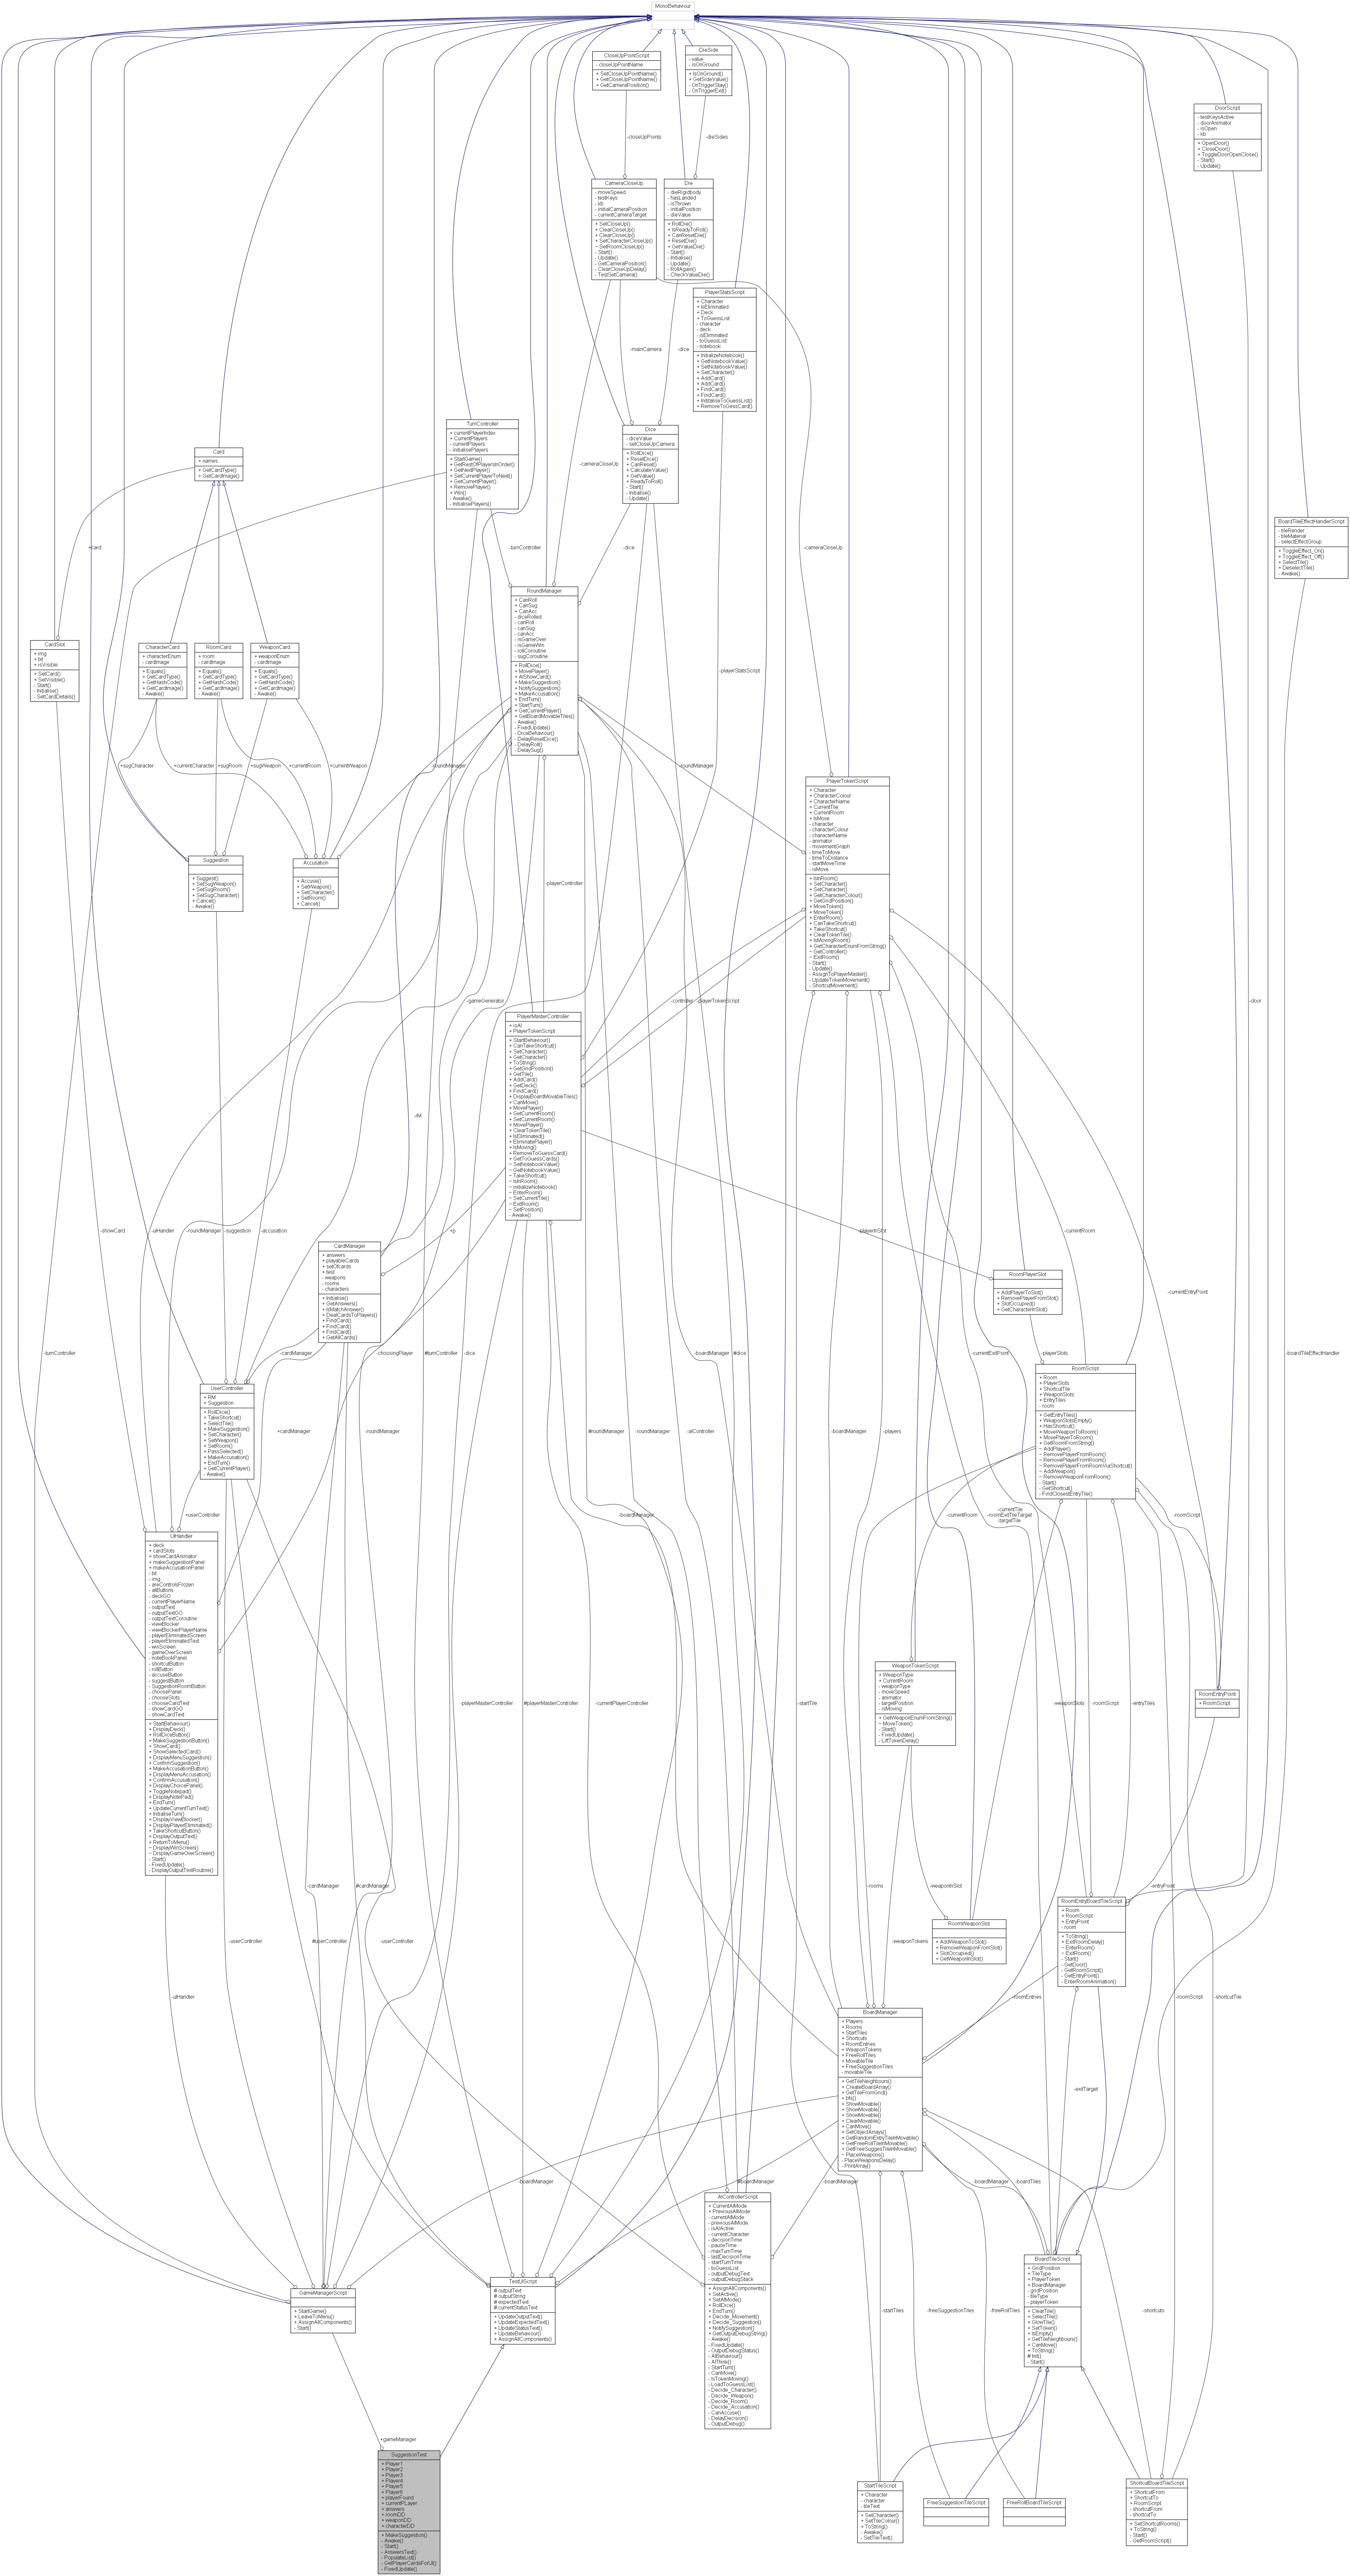 MonoBehaviour
CloseUpPointScript
- closeUpPointName
+ SetCloseUpPointName()
+ GetCloseUpPointName()
+ GetCameraPosition()
DieSide
- value
- isOnGround
+ IsOnGround()
+ GetSideValue()
- OnTriggerStay()
- OnTriggerExit()
DoorScript
- testKeysActive
- doorAnimator
- isOpen
- kb
+ OpenDoor()
+ CloseDoor()
+ ToggleDoorOpenClose()
- Start()
- Update()
-closeUpPoints
-dieSides
CameraCloseUp
- moveSpeed
- testKeys
- kb
- initialCameraPosition
- currentCameraTarget
+ SetCloseUp()
+ ClearCloseUp()
+ ClearCloseUp()
+ SetCharacterCloseUp()
~ SetRoomCloseUp()
- Start()
- Update()
- GetCameraPosition()
- ClearCloseUpDelay()
- TestSetCamera()
Die
- dieRigidbody
- hasLanded
- isThrown
- initialPosition
- dieValue
+ RollDie()
+ IsReadyToRoll()
+ CanResetDie()
+ ResetDie()
+ GetValueDie()
- Start()
- Initialise()
- Update()
- RollAgain()
- CheckValueDie()
PlayerStatsScript
+ Character
+ IsEliminated
+ Deck
+ ToGuessList
- character
- deck
- isEliminated
- toGuessList
- notebook
+ InitializeNotebook()
+ GetNotebookValue()
+ SetNotebookValue()
+ SetCharacter()
+ AddCard()
+ AddCard()
+ FindCard()
+ FindCard()
+ InitialiseToGuessList()
+ RemoveToGessCard()
-mainCamera
-dice
TurnController
+ currentPlayerIndex
+ CurrentPlayers
- currentPlayers
- initialisePlayers
+ StartGame()
+ GetRestOfPlayersInOrder()
+ GetNextPlayer()
+ SetCurrentPlayerToNext()
+ GetCurrentPlayer()
+ RemovePlayer()
+ Win()
- Awake()
- InitialisePlayers()
Dice
- diceValue
- setCloseUpCamera
+ RollDice()
+ ResetDice()
+ CanReset()
+ CalculateValue()
+ GetValue()
+ ReadyToRoll()
- Start()
- Initialise()
- Update()
Card
+ names
+ GetCardType()
+ GetCardImage()
-cameraCloseUp
BoardTileEffectHandlerScript
- tileRender
- tileMaterial
- selectEffectGroup
+ ToggleEffect_On()
+ ToggleEffect_Off()
+ SelectTile()
+ DeselectTile()
- Awake()
+card
-turnController
-dice
-cameraCloseUp
RoundManager
+ CanRoll
+ CanSug
+ CanAcc
- diceRolled
- canRoll
- canSug
- canAcc
- isGameOver
- isGameWin
- rollCoroutine
- sugCoroutine
+ RollDice()
+ MovePlayer()
+ AIShowCard()
+ MakeSuggestion()
+ NotifySuggestion()
+ MakeAccusation()
+ EndTurn()
+ StartTurn()
+ GetCurrentPlayer()
+ GetBoardMovableTiles()
- Awake()
- FixedUpdate()
- DiceBehaviour()
- DelayResetDice()
- DelayRoll()
- DelaySug()
CardSlot
+ img
+ txt
+ isVisible
+ SetCard()
+ SetVisible()
- Start()
- Initialise()
- SetCardDetails()
CharacterCard
+ characterEnum
- cardImage
+ Equals()
+ GetCardType()
+ GetHashCode()
+ GetCardImage()
- Awake()
RoomCard
+ room
- cardImage
+ Equals()
+ GetCardType()
+ GetHashCode()
+ GetCardImage()
- Awake()
WeaponCard
+ weaponEnum
- cardImage
+ Equals()
+ GetCardType()
+ GetHashCode()
+ GetCardImage()
- Awake()
-playerStatsScript
+sugCharacter
+currentCharacter
+sugRoom
+sugWeapon
+currentRoom
+currentWeapon
-roundManager
-roundManager
PlayerTokenScript
+ Character
+ CharacterColour
+ CharacterName
+ CurrentTile
+ CurrentRoom
+ IsMove
- character
- characterColour
- characterName
- animator
- movementGraph
- timeToMove
- timeToDistance
- startMoveTime
- isMove
+ IsInRoom()
+ SetCharacter()
+ SetCharacter()
+ GetCharacterColour()
+ GetGridPosition()
+ MoveToken()
+ MoveToken()
+ EnterRoom()
+ CanTakeShortcut()
+ TakeShortcut()
+ ClearTokenTile()
+ IsMovingRoom()
+ GetCharacterEnumFromString()
~ GetController()
~ ExitRoom()
- Start()
- Update()
- AssignToPlayerMaster()
- UpdateTokenMovement()
- ShortcutMovement()
Suggestion
+ Suggest()
+ SetSugWeapon()
+ SetSugRoom()
+ SetSugCharacter()
+ Cancel()
- Awake()
Accusation
+ Accuse()
+ SetWeapon()
+ SetCharacter()
+ SetRoom()
+ Cancel()
-playerController
-gameGenerator
-controller
-playerTokenScript
-door
PlayerMasterController
+ isAI
+ PlayerTokenScript
+ StartBehaviour()
+ CanTakeShortcut()
+ SetCharacter()
+ GetCharacter()
+ ToString()
+ GetGridPosition()
+ GetTile()
+ AddCard()
+ GetDeck()
+ FindCard()
+ DisplayBoardMovableTiles()
+ CanMove()
+ MovePlayer()
+ GetCurrentRoom()
+ SetCurrentRoom()
+ MovePlayer()
+ ClearTokenTile()
+ IsEliminated()
+ EliminatePlayer()
+ IsMoving()
+ RemoveToGuessCard()
+ GetToGuessCards()
~ SetNotebookValue()
~ GetNotebookValue()
~ TakeShortcut()
~ IsInRoom()
~ initializeNotebook()
~ EnterRoom()
~ SetCurrentTile()
~ ExitRoom()
~ SetPosition()
- Awake()
-rM
-showCard
-uiHandler
-roundManager
-suggestion
-accusation
+p
-playerInSlot
-currentRoom
CardManager
+ answers
+ playableCards
+ setOfcards
+ test
- weapons
- rooms
- characters
+ Initialise()
+ GetAnswers()
+ IsMatchAnswer()
+ DealCardsToPlayers()
+ FindCard()
+ FindCard()
+ FindCard()
+ GetAllCards()
RoomPlayerSlot
+ AddPlayerToSlot()
+ RemovePlayerFromSlot()
+ SlotOccupied()
+ GetCharacterInSlot()
-currentEntryPoint
-turnController
-cardManager
-choosingPlayer
#turnController
-dice
-boardManager
#dice
-currentExitPoint
-playerSlots
-boardTileEffectHandler
UserController
+ RM
+ Suggestion
+ RollDice()
+ TakeShortcut()
+ SelectTile()
+ MakeSuggestion()
+ SetCharacter()
+ SetWeapon()
+ SetRoom()
+ PassSelected()
+ MakeAccusation()
+ EndTurn()
+ GetCurrentPlayer()
- Awake()
RoomScript
+ Room
+ PlayerSlots
+ ShortcutTile
+ WeaponSlots
+ EntryTiles
- room
+ GetEntryTiles()
+ WeaponSlotsEmpty()
+ HasShortcut()
+ MoveWeaponToRoom()
+ MovePlayerToRoom()
+ GetRoomFromString()
~ AddPlayer()
~ RemovePlayerFromRoom()
~ RemovePlayerFromRoom()
~ RemovePlayerFromRoomViaShortcut()
~ AddWeapon()
~ RemoveWeaponFromRoom()
- Start()
- GetShortcut()
- FindClosestEntryTile()
+cardManager
-roundManager
#roundManager
-roundManager
-aiController
-boardManager
-players
+userController
-boardManager
-currentRoom
-currentTile
-roomExitTileTarget
-targetTile
-roomScript
UIHandler
+ deck
+ cardSlots
+ showCardAnimator
+ makeSuggestionPanel
+ makeAccusationPanel
- txt
- img
- areControlsFrozen
- allButtons
- deckGO
- currentPlayerName
- outputText
- outputTextGO
- outputTextCoroutine
- viewBlocker
- viewBlockerPlayerName
- playerEliminatedScreen
- playerEliminatedText
- winScreen
- gameOverScreen
- noteBookPanel
- shortcutButton
- rollButton
- accuseButton
- suggestButton
- SuggestionRoomButton
- choosePanel
- chooseSlots
- chooseCardText
- showCardGO
- showCardText
+ StartBehaviour()
+ DisplayDeck()
+ RollDiceButton()
+ MakeSuggestionButton()
+ ShowCard()
+ ShowSelectedCard()
+ DisplayMenuSuggestion()
+ ConfirmSuggestion()
+ MakeAccusationButton()
+ DisplayMenuAccusation()
+ ConfirmAccusation()
+ DisplayChoicePanel()
+ ToggleNotepad()
+ DisplayNotePad()
+ EndTurn()
+ UpdateCurrentTurnText()
+ InitialiseTurn()
+ DisplayViewBlocker()
+ DisplayPlayerEliminated()
+ TakeShortcutButton()
+ DisplayOutputText()
+ ReturnToMenu()
~ DisplayWinScreen()
~ DisplayGameOverScreen()
- Start()
- FixedUpdate()
- DisplayOutputTextRoutine()
WeaponTokenScript
+ WeaponType
+ CurrentRoom
- weaponType
- moveSpeed
- animator
- targetPosition
- isMoving
+ GetWeaponEnumFromString()
~ MoveToken()
- Start()
- FixedUpdate()
- LiftTokenDelay()
RoomEntryPoint
+ RoomScript
-playerMasterController
#playerMasterController
-currentPlayerController
-startTile
-weaponSlots
-roomScript
-entryTiles
-cardManager
#cardManager
-rooms
-weaponInSlot
-entryPoint
-userController
#userController
-userController
-weaponTokens
RoomWeaponSlot
+ AddWeaponToSlot()
+ RemoveWeaponFromSlot()
+ SlotOccupied()
+ GetWeaponInSlot()
RoomEntryBoardTileScript
+ Room
+ RoomScript
+ EntryPoint
- room
+ ToString()
+ ExitRoomDelay()
~ EnterRoom()
~ ExitRoom()
- Start()
- GetDoor()
- GetRoomScript()
- GetEntryPoint()
- EnterRoomAnimation()
-uiHandler
-roomEntries
-roomScript
-shortcutTile
BoardManager
+ Players
+ Rooms
+ StartTiles
+ Shortcuts
+ RoomEntries
+ WeaponTokens
+ FreeRollTiles
+ MovableTile
+ FreeSuggestionTiles
- movableTile
+ GetTileNeighbours()
+ CreateBoardArray()
+ GetTileFromGrid()
+ bfs()
+ ShowMovable()
+ ShowMovable()
+ ShowMovable()
+ ClearMovable()
+ CanMove()
+ SetObjectArrays()
+ GetRandomEntryTileInMovable()
+ GetFreeRollTileInMovable()
+ GetFreeSuggesTileInMovable()
~ PlaceWeapons()
- PlaceWeaponsDelay()
- PrintArray()
-exitTarget
-boardManager
#boardManager
-boardManager
-boardManager
-boardTiles
AIControllerScript
+ CurrentAIMode
+ PreviousAIMode
- currentAIMode
- previousAIMode
- isAIActive
- currentCharacter
- decisionTime
- pauseTime
- maxTurnTime
- lastDecisionTime
- startTurnTime
- toGuessList
- outputDebugText
- outputDebugStack
+ AssignAllComponents()
+ SetActive()
+ SetAIMode()
+ RollDice()
+ EndTurn()
+ Decide_Movement()
+ Decide_Suggestion()
+ NotifySuggestion()
+ GetOutputDebugString()
- Awake()
- FixedUpdate()
- OutputDebugStatus()
- AIBehaviour()
- AIThink()
- StartTurn()
- CanMove()
- IsTokenMoving()
- LoadToGuessList()
- Decide_Character()
- Decide_Weapon()
- Decide_Room()
- Decide_Accusation()
- CanAccuse()
- DelayDecision()
- OutputDebug()
BoardTileScript
+ GridPosition
+ TileType
+ PlayerToken
+ BoardManager
- gridPosition
- tileType
- playerToken
+ ClearTile()
+ SelectTile()
+ GlowTile()
+ SetToken()
+ IsEmpty()
+ GetTileNeighbours()
+ CanMove()
+ ToString()
# Init()
- Start()
GameManagerScript
+ StartGame()
+ LeaveToMenu()
+ AssignAllComponents()
- Start()
TestUIScript
# outputText
# outputString
# expectedText
# currentStatusText
+ UpdateOutputText()
+ UpdateExpectedText()
+ UpdateStatusText()
+ UpdateBehaviour()
+ AssignAllComponents()
-startTiles
-freeSuggestionTiles
-freeRollTiles
-shortcuts
+gameManager
SuggestionTest
+ Player1
+ Player2
+ Player3
+ Player4
+ Player5
+ Player6
+ playerFound
+ currentPLayer
+ answers
+ roomDD
+ weaponDD
+ characterDD
+ MakeSuggestion()
- Awake()
- Start()
- AnswersText()
- PopulateList()
- GetPlayerCardsForUI()
- FixedUpdate()
StartTileScript
+ Character
- character
- tileText
+ SetCharacter()
+ SetTileColour()
+ ToString()
- Awake()
- SetTileText()
FreeSuggestionTileScript
FreeRollBoardTileScript
ShortcutBoardTileScript
+ ShortcutFrom
+ ShortcutTo
+ RoomScript
- shortcutFrom
- shortcutTo
+ SetShortcutRooms()
+ ToString()
- Start()
- GetRoomScript()